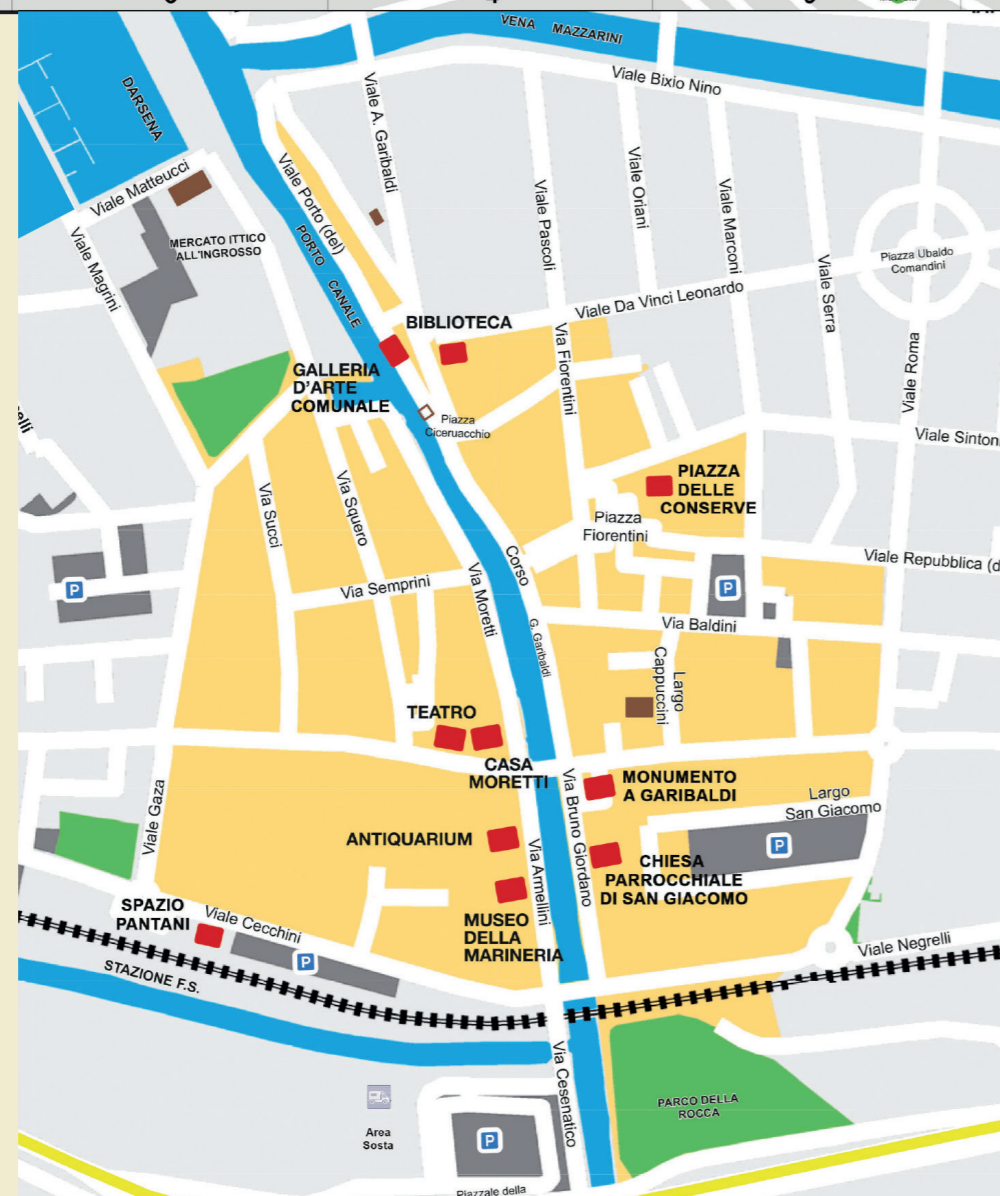 VENA MAZZARINI
Viale Bixio Nino
DARSENA
Viale A. Garibaldi
Viale Matteucci
Viale Porto (del)
Viale Oriani
Viale Pascoli
Viale Marconi
MERCATO ITTICO
ALL'INGROSSO
PORTO CANALE
Viale Magrini
Viale Serra
Piazza Ubaldo
Comandini
Viale Da Vinci Leonardo
BIBLIOTECA
Via Fiorentini
Viale Roma
GALLERIA
D'ARTE
COMUNALE
Piazza
Ciceruacchio
elli
Viale Sinton
PIAZZA
DELLE
CONSERVE
Via Succi
Via Squero
Piazza
Fiorentini
Corso
G. Garibaldi
Viale Repubblica (d
P
P
Via Semprini
Via Moretti
Via Baldini
Largo
Cappuccini
TEATRO
CASA
MORETTI
MONUMENTO
A GARIBALDI
Via Bruno Giordano
Viale Gaza
Largo
San Giacomo
P
ANTIQUARIUM
Via Armellini
CHIESA
PARROCCHIALE
DI SAN GIACOMO
SPAZIO
PANTANI
Viale Cecchini
MUSEO
DELLA
MARINERIA
P
Viale Negrelli
STAZIONE F.S.
Via Cesenatico
PARCO DELLA
ROCCA
Area
Sosta
P
Piazzale della